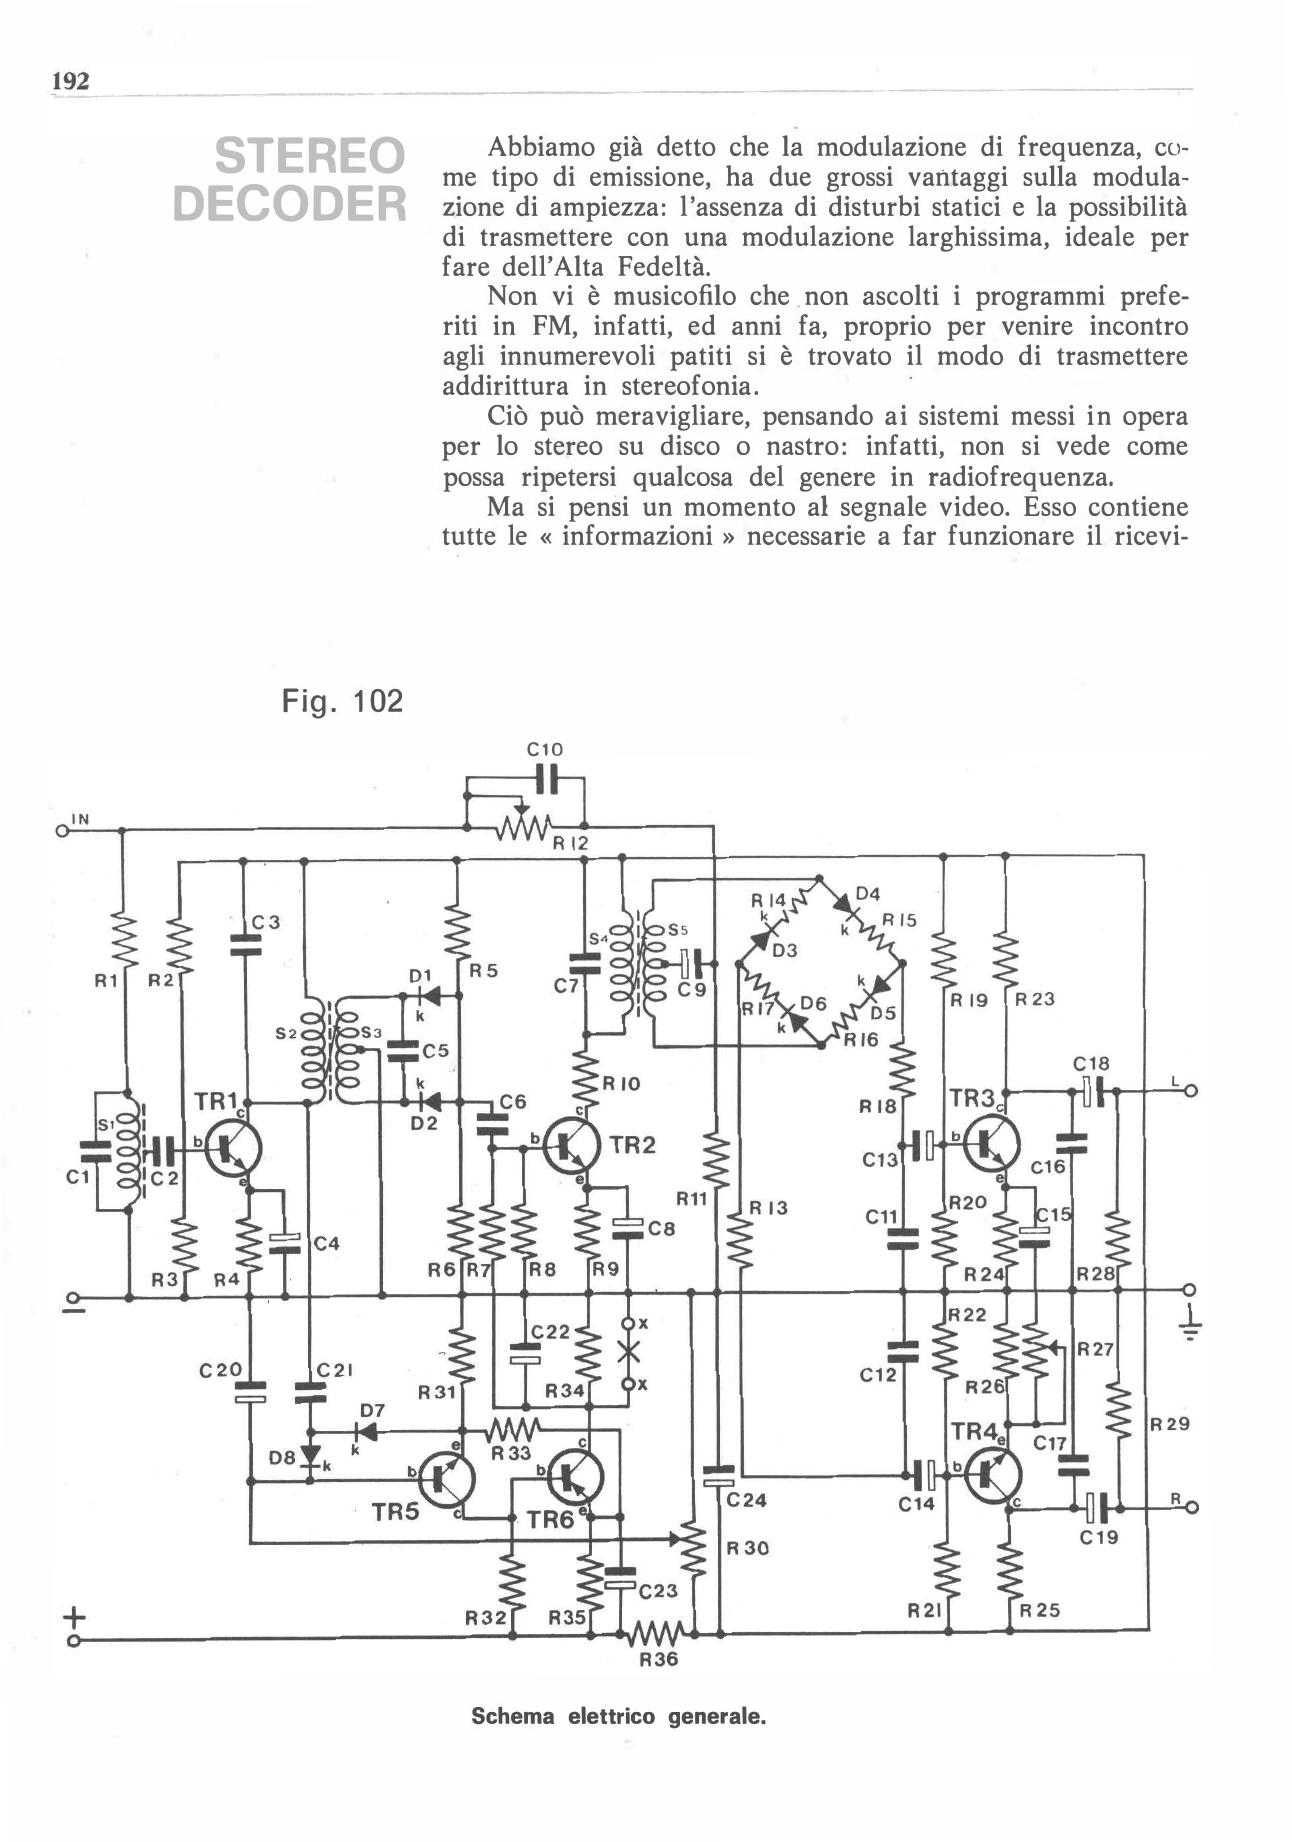 192
STEREO
DECODER
Abbiamo già detto che la modulazione di frequenza, co-
me tipo di emissione, ha due grossi vantaggi sulla modula-
zione di ampiezza: l'assenza di disturbi statici e la possibilità
di trasmettere con una modulazione larghissima, ideale per
fare dell'Alta Fedeltà.
Non vi è musicofilo che non ascolti i programmi prefe-
riti in FM, infatti, ed anni fa, proprio per venire incontro
agli innumerevoli patiti si è trovato il modo di trasmettere
addirittura in stereofonia.
Ciò può meravigliare, pensando ai sistemi messi in opera
per lo stereo su disco o nastro: infatti, non si vede come
possa ripetersi qualcosa del genere in radiofrequenza.
Ma si pensi un momento al segnale video. Esso contiene
tutte le « informazioni » necessarie a far funzionare il ricevi-
Fig. 102
C10
IN
R12
C3
R14
D4
k
R15
k
D3
S4
S5
R1
R2
D1
R5
C7
C9
k
R17
D6
D5
R19
R23
k
k
R16
S2
S3
C5
k
R10
C18
L
TR1
c
D2
C6
c
R18
TR3
c
S1
b
b
TR2
b
C1
C2
e
e
C13
C16
e
R11
R13
R20
C15
C4
C8
C11
R3
R4
R6
R7
R8
R9
R24
R28
–
C22
x
R22
C20
C21
R31
R34
x
C12
R26
R27
D7
R29
k
e
R33
c
TR4
e
C17
D8
k
b
b
b
TR5
c
TR6
e
C24
C14
c
R
C19
R30
C23
+
R32
R35
R21
R25
R36
Schema elettrico generale.